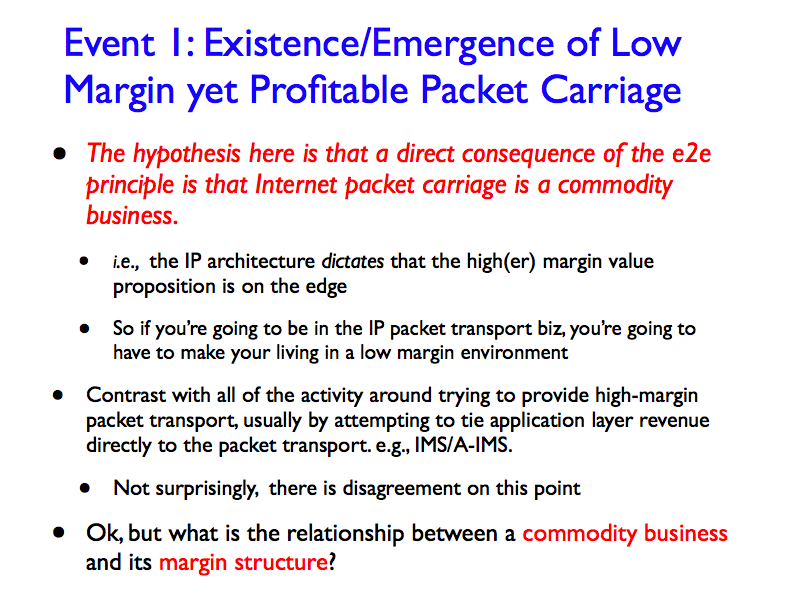 Event 1: Existence/Emergence of Low
Margin yet Profitable Packet Carriage
• The hypothesis here is that a direct consequence of the e2e
principle is that Internet packet carriage is a commodity
business.
• i.e., the IP architecture dictates that the high(er) margin value
proposition is on the edge
• So if you're going to be in the IP packet transport biz, you're going to
have to make your living in a low margin environment
• Contrast with all of the activity around trying to provide high-margin
packet transport, usually by attempting to tie application layer revenue
directly to the packet transport. e.g., IMS/A-IMS.
• Not surprisingly, there is disagreement on this point
• Ok, but what is the relationship between a commodity business
and its margin structure?